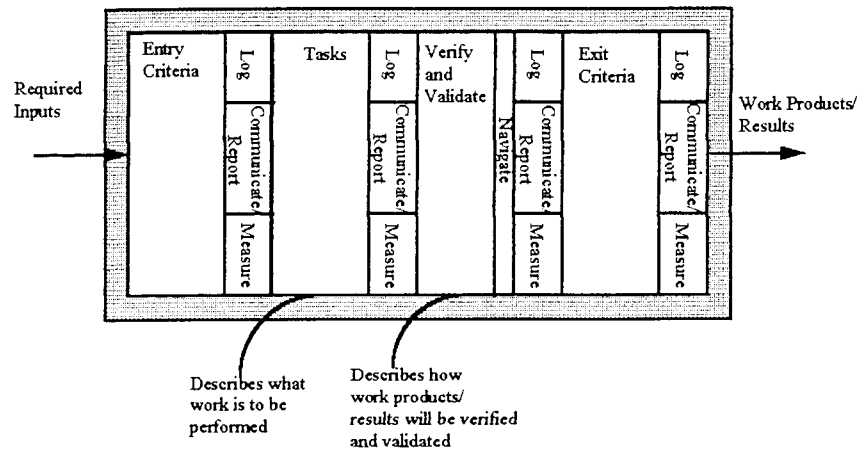 Required
Inputs
Entry
Criteria
Log
Communicate/
Report
Measure
Tasks
Log
Communicate/
Report
Measure
Verify
and
Validate
Navigate
Log
Communicate/
Report
Measure
Exit
Criteria
Log
Communicate/
Report
Measure
Work Products/
Results
Describes what
work is to be
performed
Describes how
work products/
results will be verified
and validated